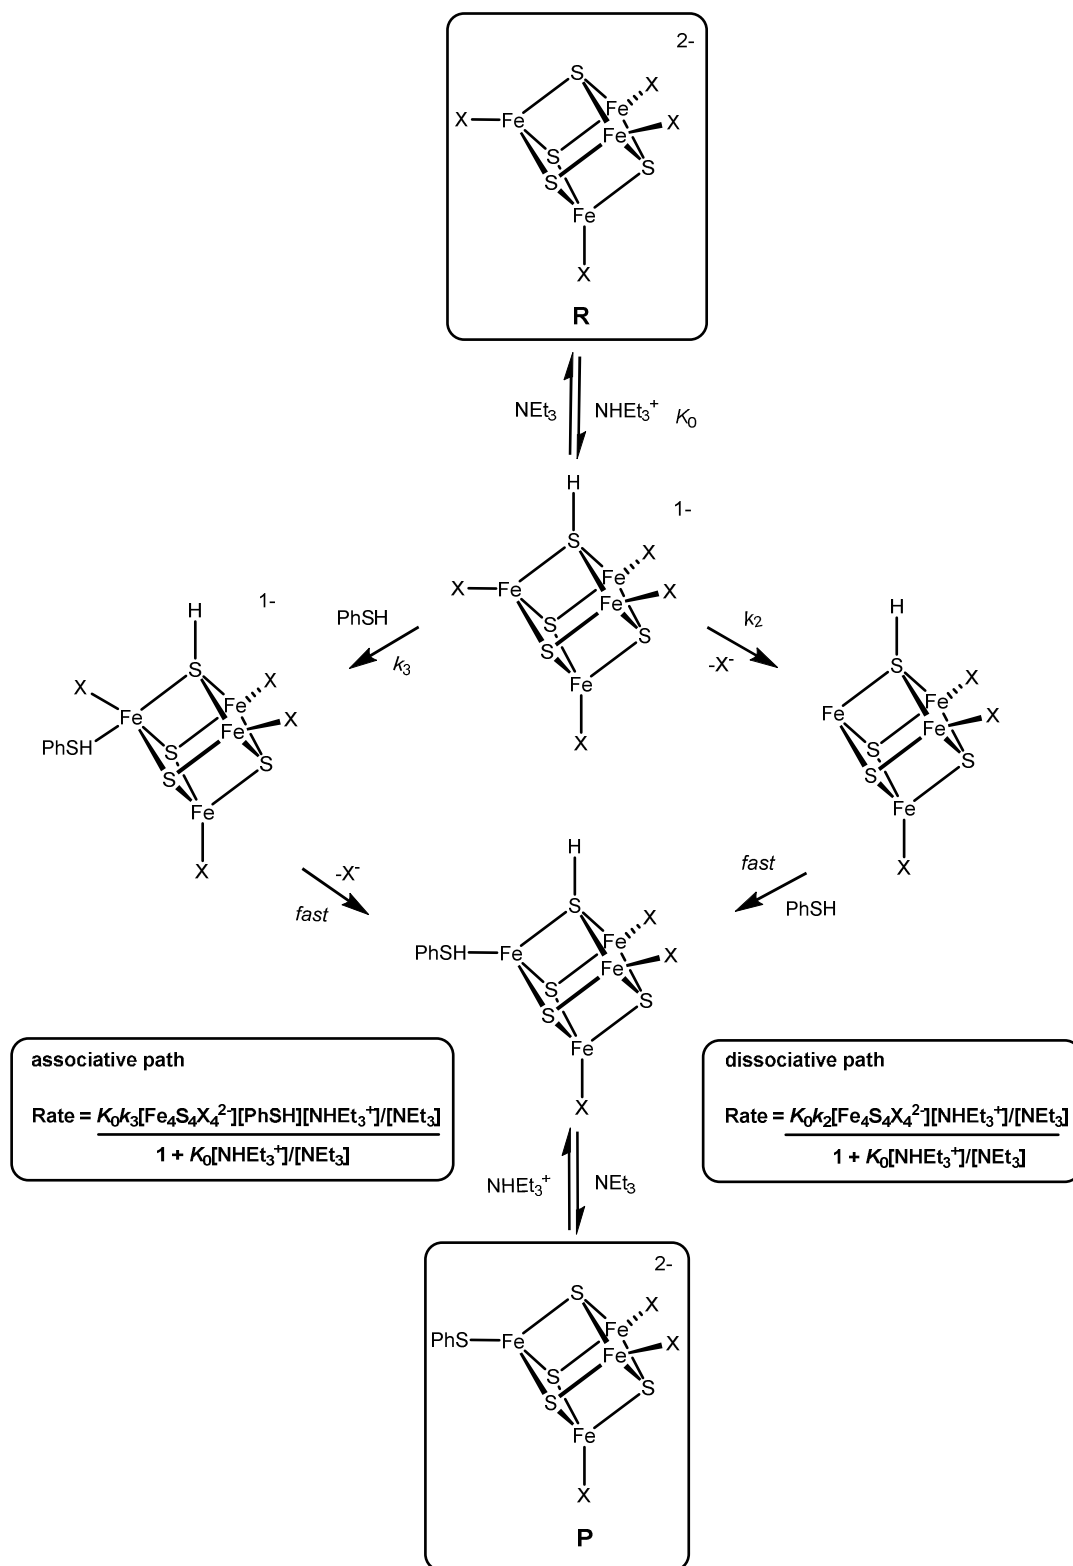 2-
S
X
Fe
X
Fe
Fe
X
S
S
S
Fe
X
R
NEt3
NHEt3+
K0
H
1-
S
X
Fe
X
Fe
Fe
X
S
S
S
Fe
X
PhSH
k3
k2
-X-
H
1-
S
X
X
Fe
Fe
Fe
X
PhSH
S
S
S
Fe
X
H
S
X
Fe
Fe
Fe
X
S
S
S
Fe
X
-X-
fast
fast
PhSH
H
S
X
PhSH
Fe
Fe
Fe
X
S
S
S
Fe
X
associative path
Rate = K0k3[Fe4S4X42-][PhSH][NHEt3+]/[NEt3]
1 + K0[NHEt3+]/[NEt3]
dissociative path
Rate = K0k2[Fe4S4X42-][NHEt3+]/[NEt3]
1 + K0[NHEt3+]/[NEt3]
NHEt3+
NEt3
2-
S
X
PhS
Fe
Fe
Fe
X
S
S
S
Fe
X
P